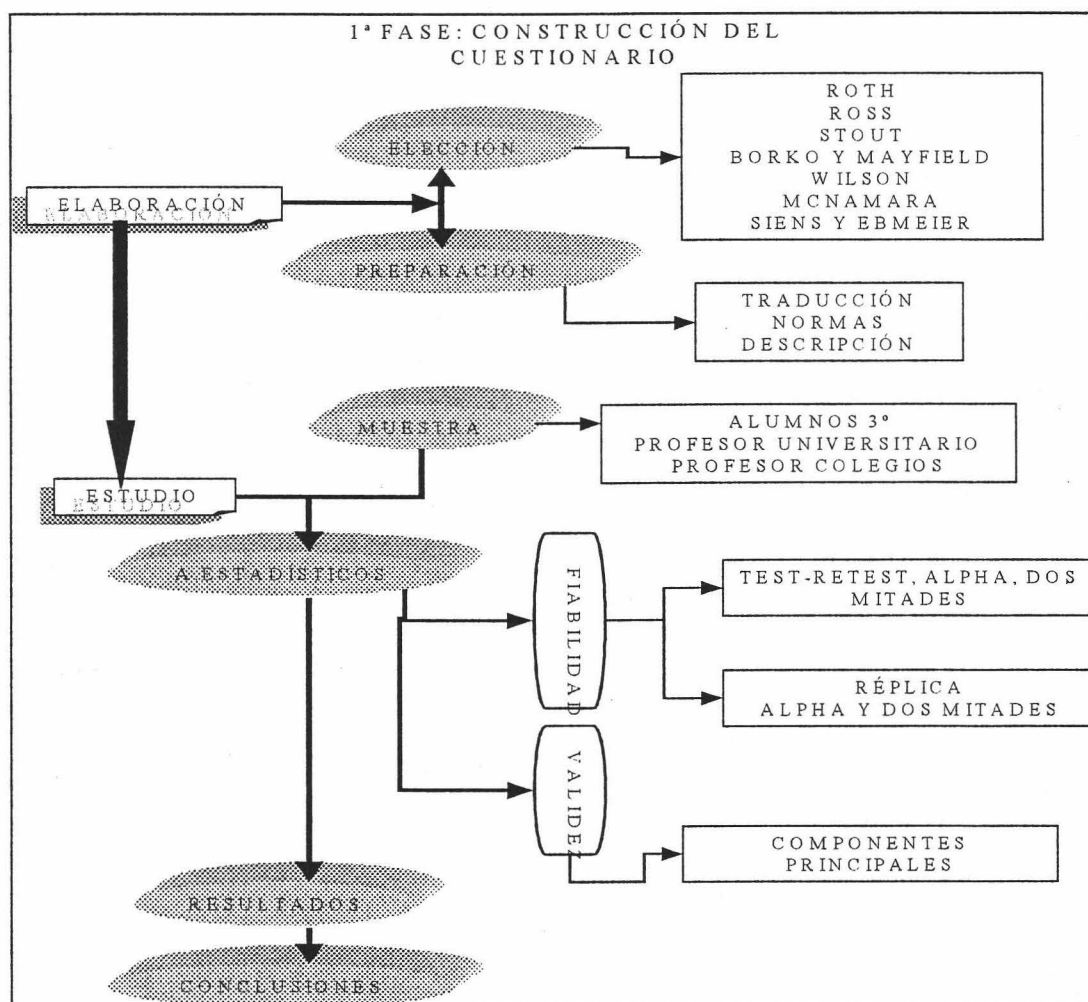 1ª FASE: CONSTRUCCIÓN DEL
CUESTIONARIO
ELECCIÓN
ROTH
ROSS
STOUT
BORKO Y MAYFIELD
WILSON
MCNAMARA
SIENS Y EBMEIER
ELABORACIÓN
PREPARACIÓN
TRADUCCIÓN
NORMAS
DESCRIPCIÓN
MUESTRA
ALUMNOS 3º
PROFESOR UNIVERSITARIO
PROFESOR COLEGIOS
ESTUDIO
A.ESTADÍSTICOS
FIABILIDAD
TEST-RETEST, ALPHA, DOS
MITADES
RÉPLICA
ALPHA Y DOS MITADES
VALIDEZ
COMPONENTES
PRINCIPALES
RESULTADOS
CONCLUSIONES